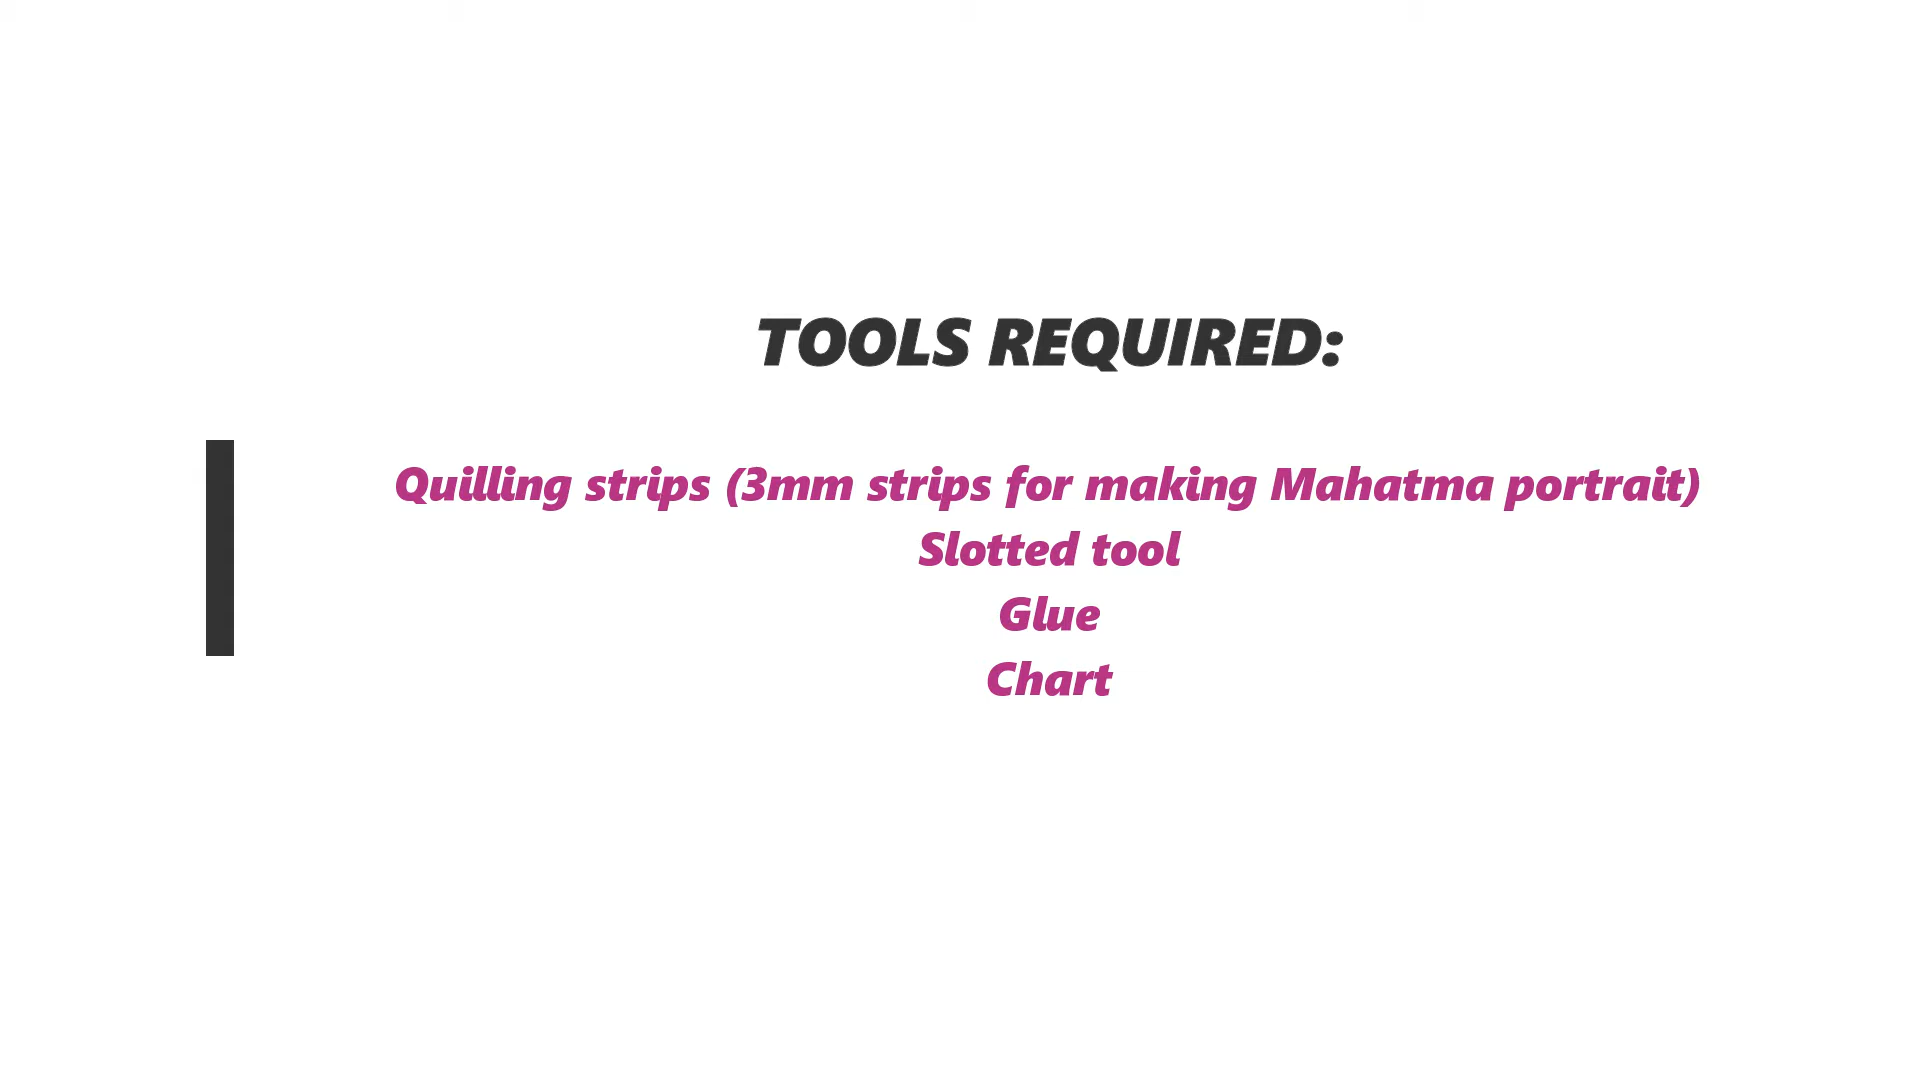 TOOLS REQUIRED:
Quilling strips (3mm strips for making Mahatma portrait)
Slotted tool
Glue
Chart